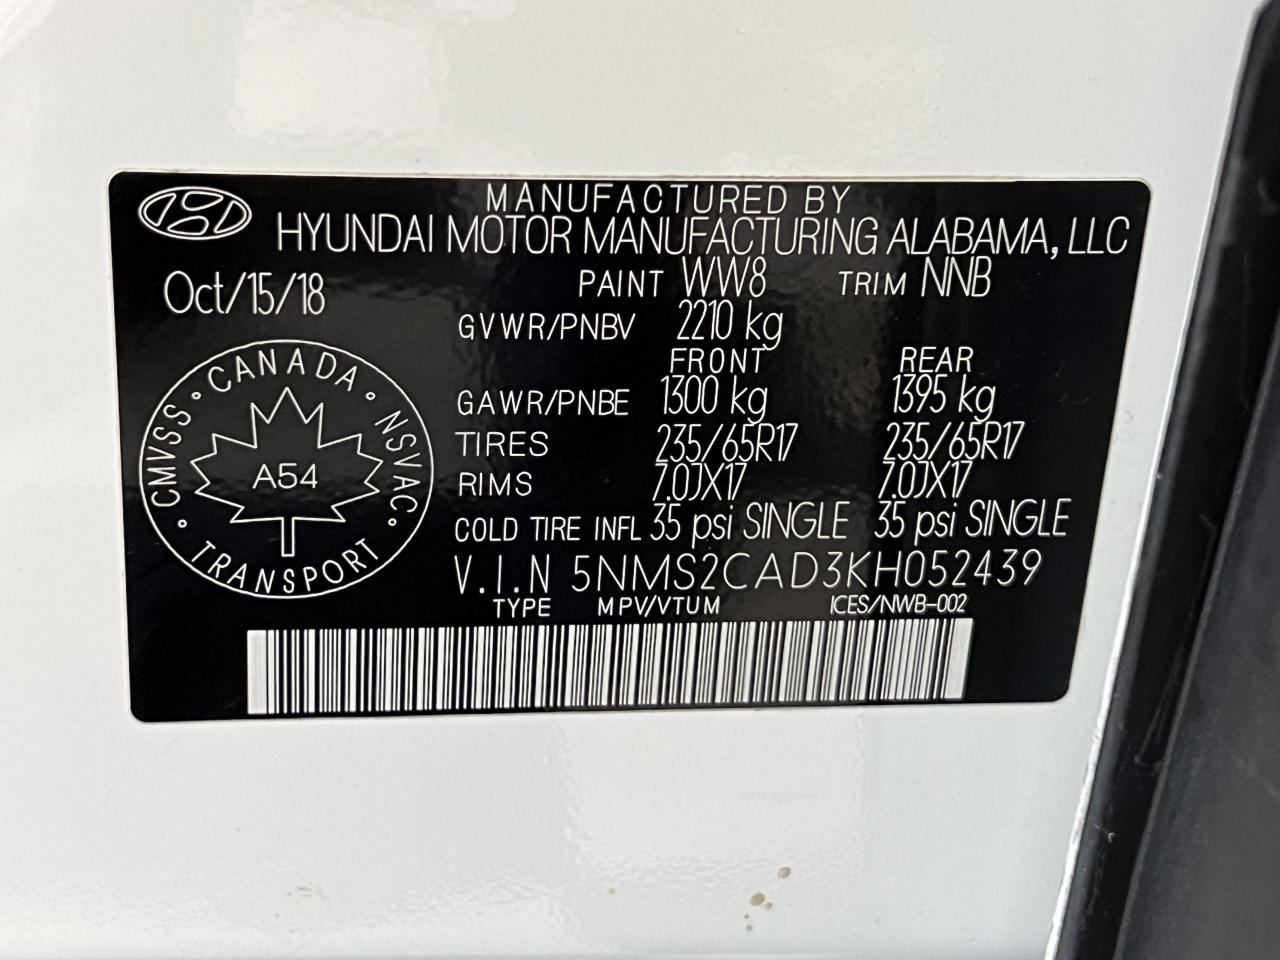 MANUFACTURED BY
HYUNDAI MOTOR MANUFACTURING ALABAMA, LLC
Oct/15/18
PAINT WW8 TRIM NNB
GVWR/PNBV 2210 kg
FRONT REAR
GAWR/PNBE 1300 kg 1395 kg
TIRES 235/65R17 235/65R17
RIMS 7.0JX17 7.0JX17
COLD TIRE INFL 35 psi SINGLE 35 psi SINGLE
V.I.N 5NMS2CAD3KH052439
TYPE MPV/VTUM ICES/NWB-002
CMVSS · CANADA · NSVAC · TRANSPORT ·
A54